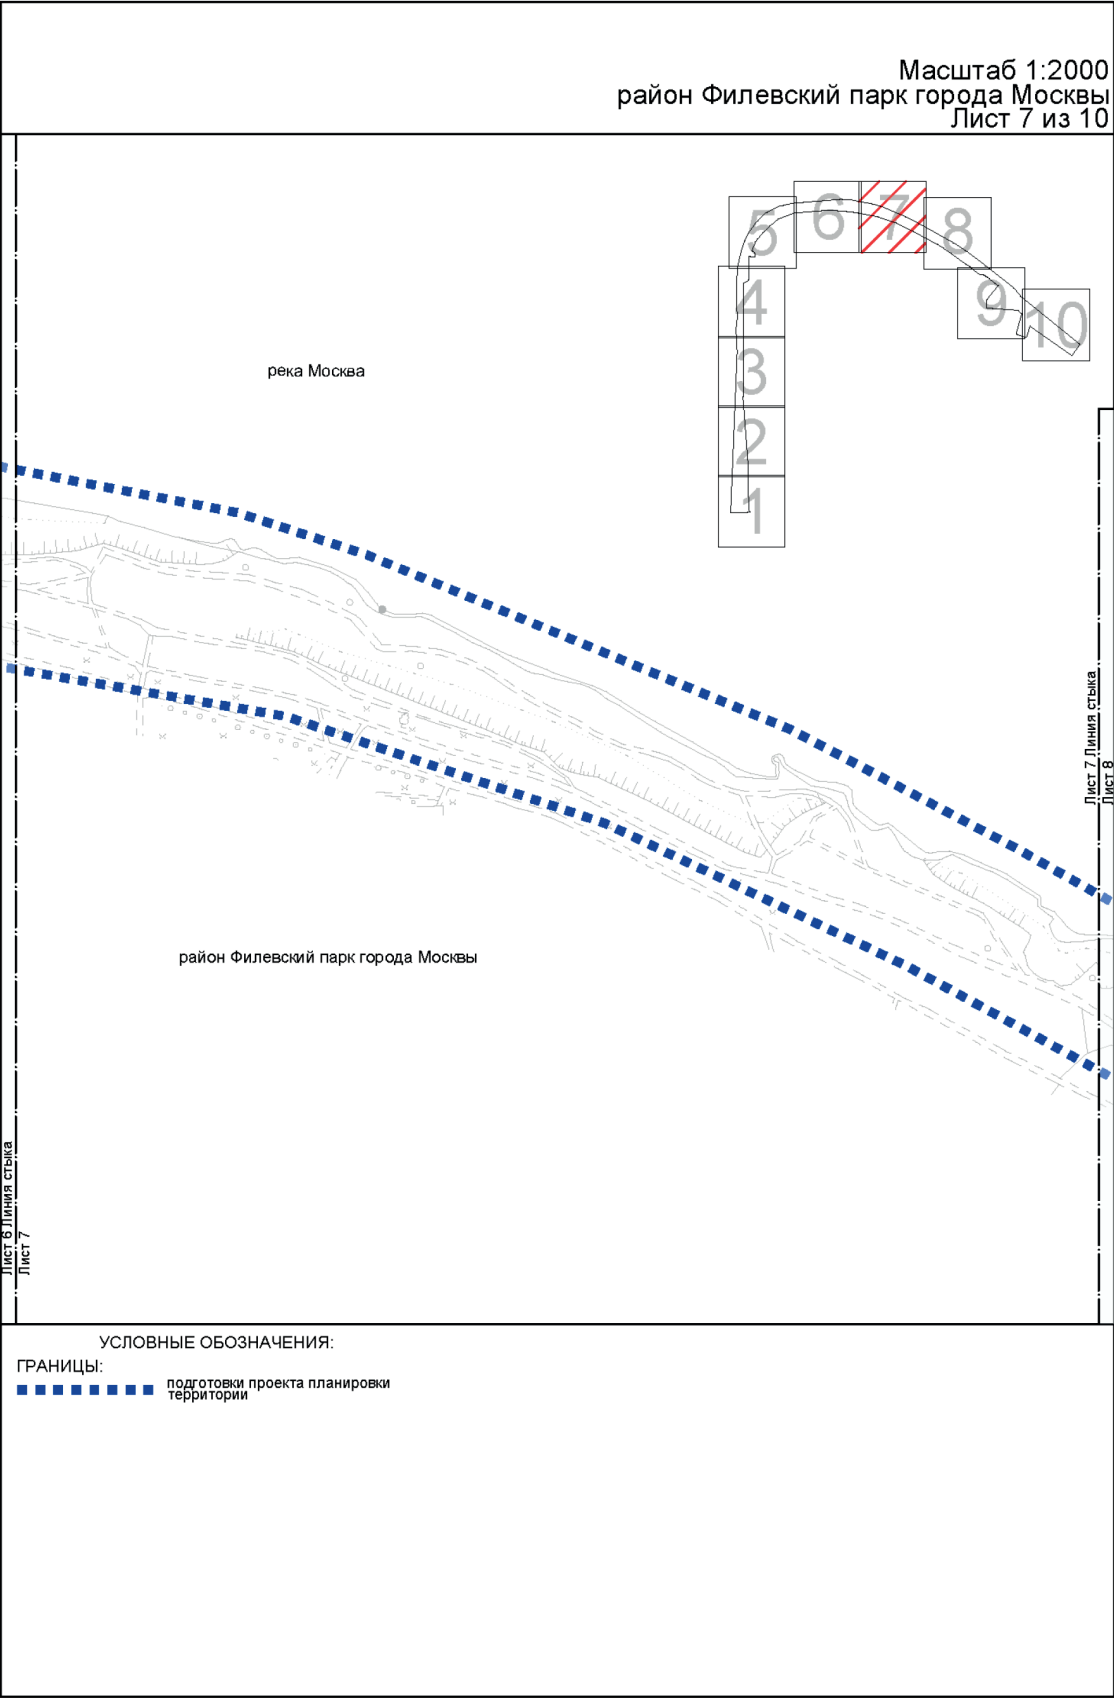 Масштаб 1:2000
район Филевский парк города Москвы
Лист 7 из 10
5
6
7
8
4
9
10
3
2
1
река Москва
Лист 7 Линия стыка
Лист 8
район Филевский парк города Москвы
Лист 6 Линия стыка
Лист 7
УСЛОВНЫЕ ОБОЗНАЧЕНИЯ:
ГРАНИЦЫ:
подготовки проекта планировки
территории